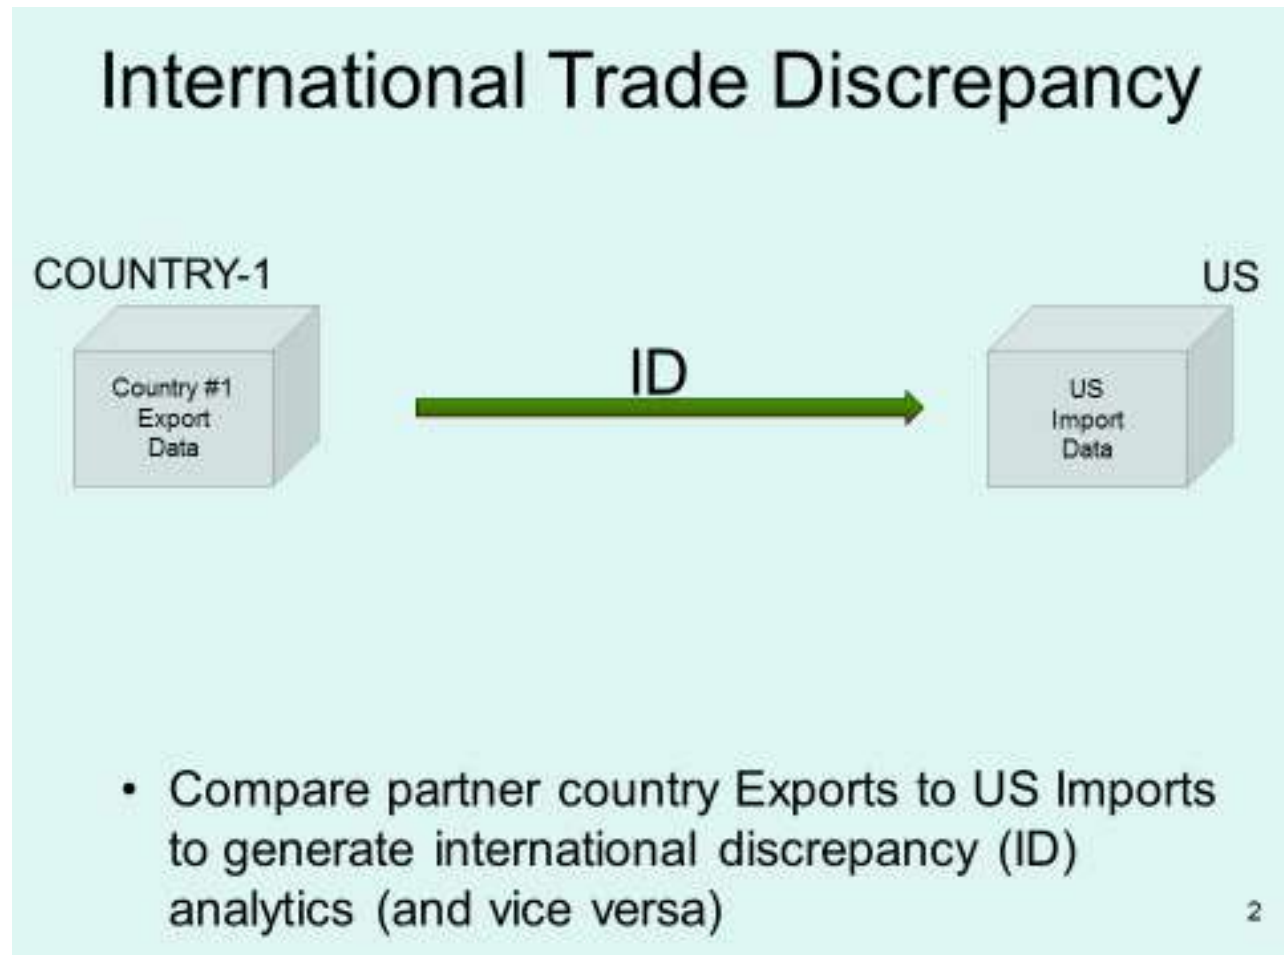 International Trade Discrepancy
COUNTRY-1
US
Country #1
Export
Data
ID
US
Import
Data
• Compare partner country Exports to US Imports
to generate international discrepancy (ID)
analytics (and vice versa)
2